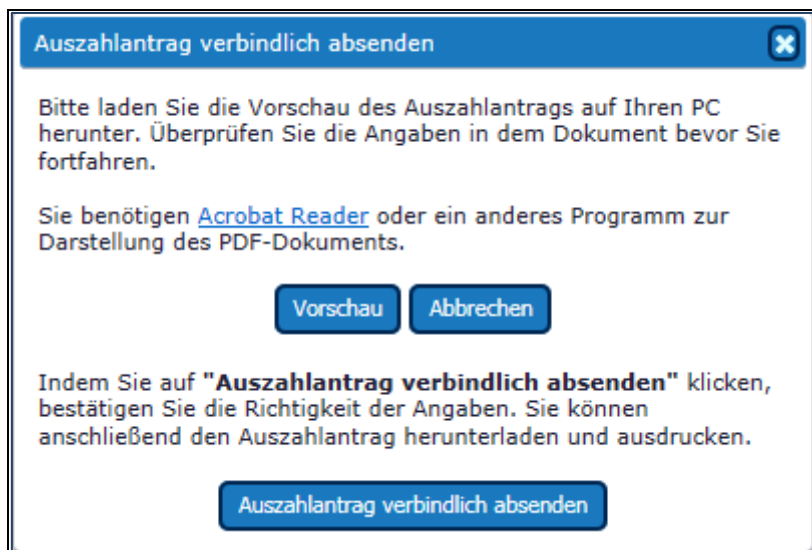 Auszahlantrag verbindlich absenden
Bitte laden Sie die Vorschau des Auszahlantrags auf Ihren PC
herunter. Überprüfen Sie die Angaben in dem Dokument bevor Sie
fortfahren.
Sie benötigen Acrobat Reader oder ein anderes Programm zur
Darstellung des PDF-Dokuments.
Vorschau Abbrechen
Indem Sie auf "Auszahlantrag verbindlich absenden" klicken,
bestätigen Sie die Richtigkeit der Angaben. Sie können
anschließend den Auszahlantrag herunterladen und ausdrucken.
Auszahlantrag verbindlich absenden